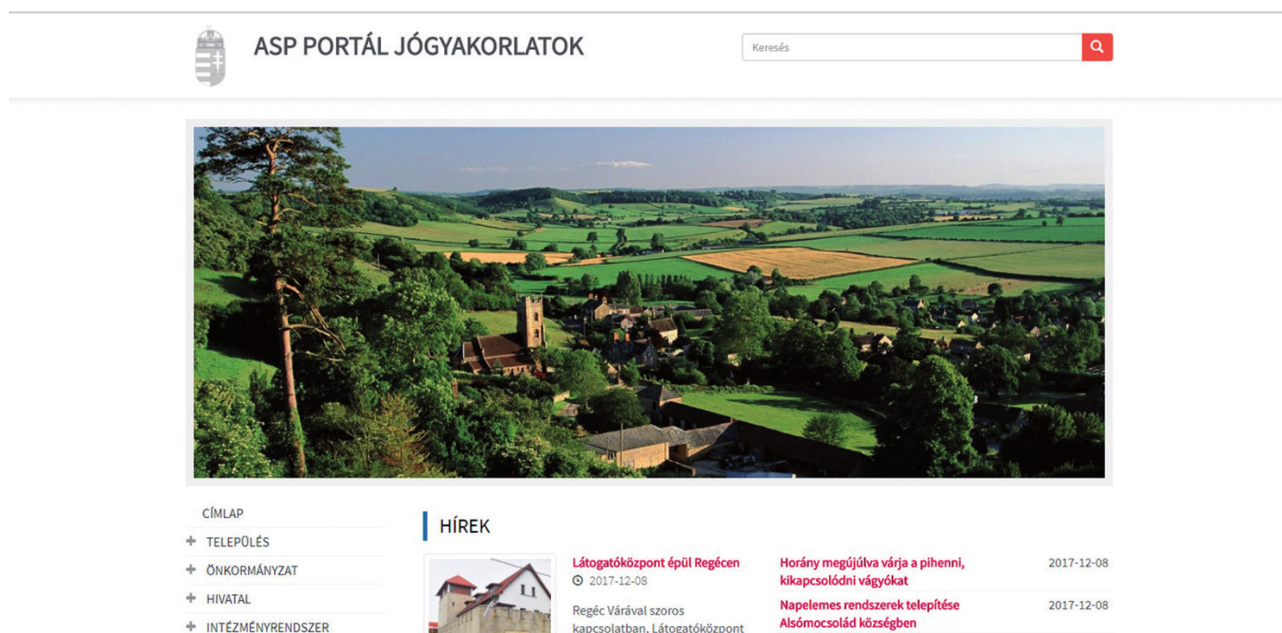 ASP PORTÁL JÓGYAKORLATOK
Keresés
CÍMLAP
TELEPÜLÉS
ÖNKORMÁNYZAT
HIVATAL
INTÉZMÉNYRENDSZER
HÍREK
Látogatóközpont épül Regécen
2017-12-08
Regéc Várával szoros
kapcsolatban, Látogatóközpont
Horány megújúlva várja a pihenni,
kikapcsolódni vágyókat
2017-12-08
Napelemes rendszerek telepítése
Alsómocsolád községben
2017-12-08